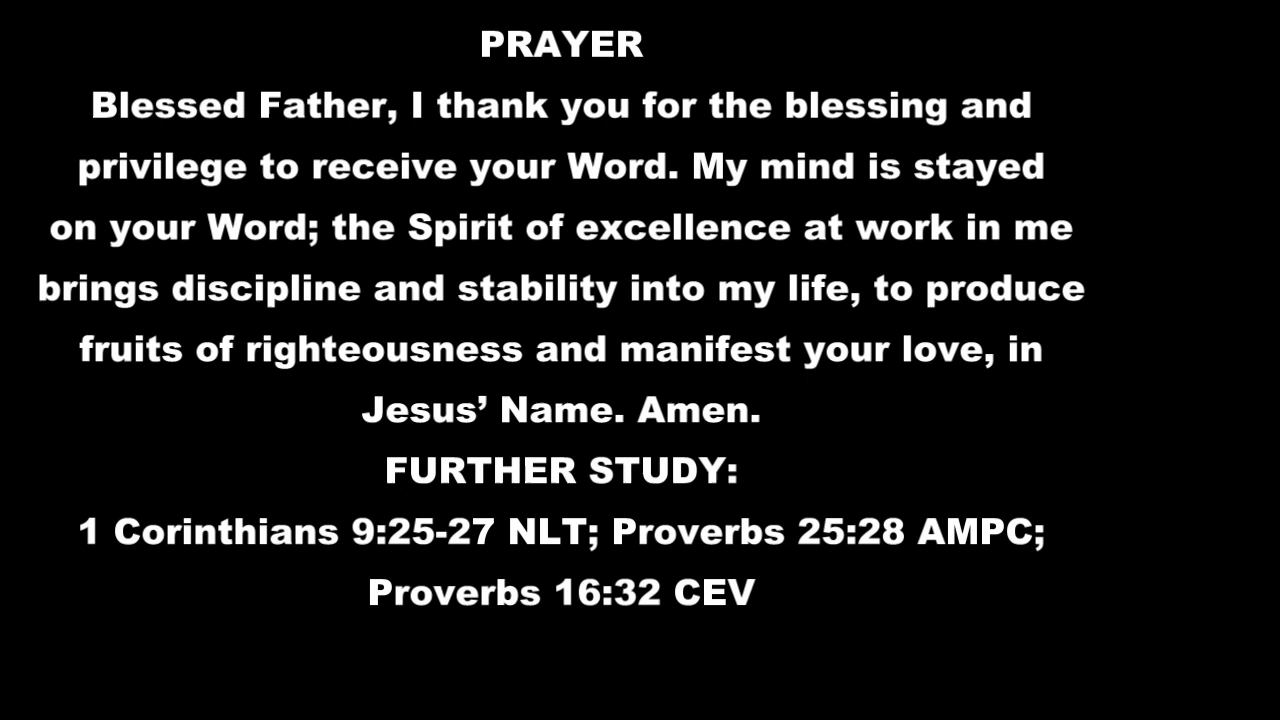 PRAYER
Blessed Father, I thank you for the blessing and
privilege to receive your Word. My mind is stayed
on your Word; the Spirit of excellence at work in me
brings discipline and stability into my life, to produce
fruits of righteousness and manifest your love, in
Jesus’ Name. Amen.
FURTHER STUDY:
1 Corinthians 9:25-27 NLT; Proverbs 25:28 AMPC;
Proverbs 16:32 CEV